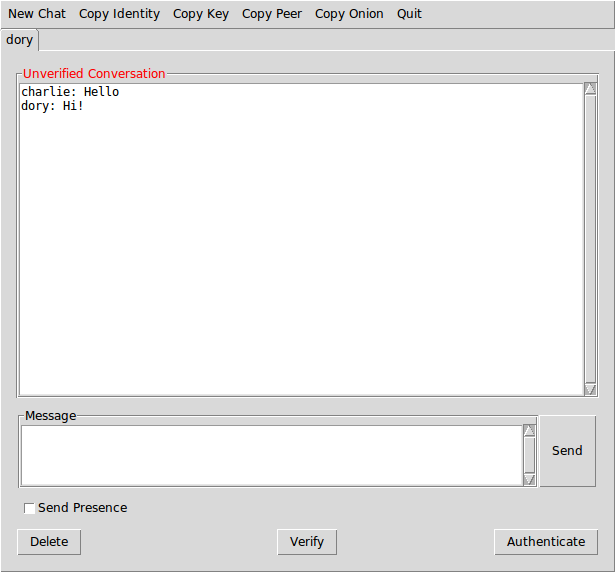 New Chat Copy Identity Copy Key Copy Peer Copy Onion Quit
dory
Unverified Conversation
charlie: Hello
dory: Hi!
Message
Send
Send Presence
Delete Verify Authenticate